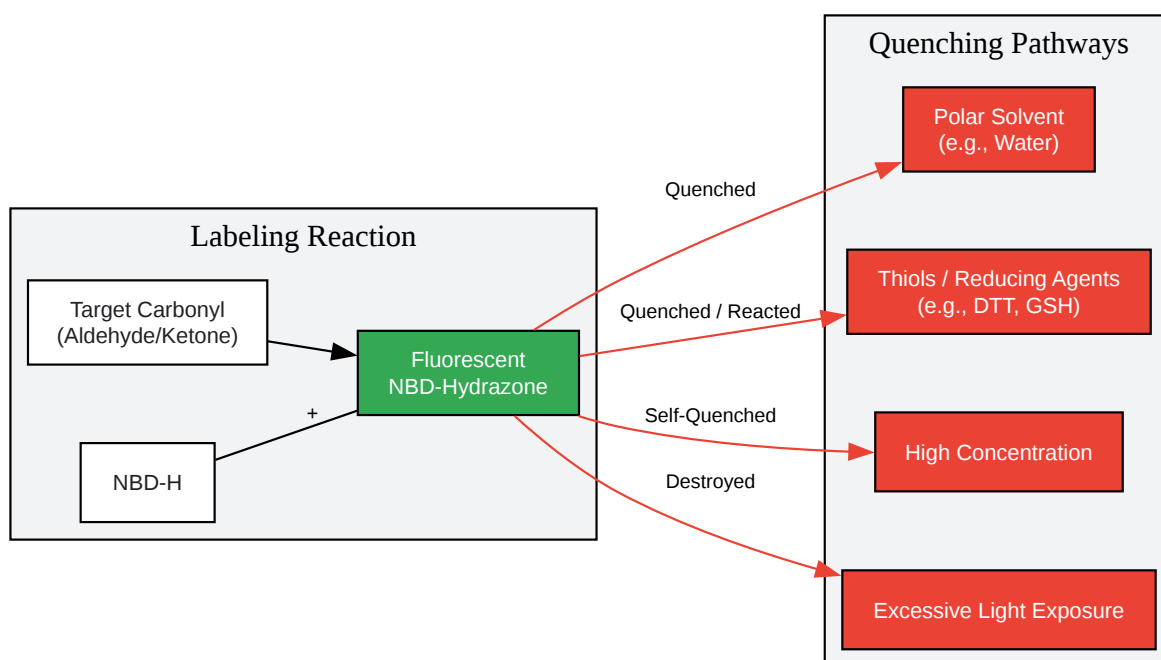 Labeling Reaction
Target Carbonyl
(Aldehyde/Ketone)
NBD-H
+
Fluorescent
NBD-Hydrazone
Quenched
Quenched / Reacted
Self-Quenched
Destroyed
Quenching Pathways
Polar Solvent
(e.g., Water)
Thiols / Reducing Agents
(e.g., DTT, GSH)
High Concentration
Excessive Light Exposure